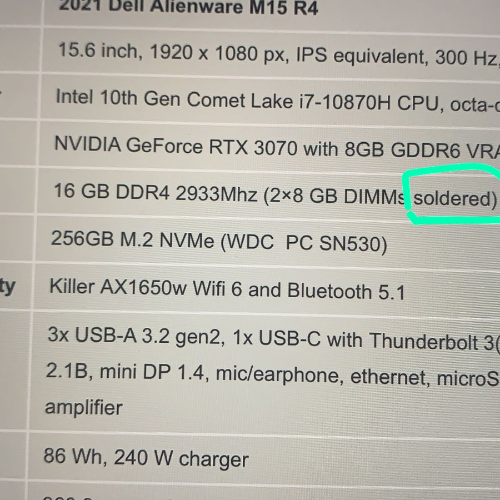 2021 Dell Alienware M15 R4
15.6 inch, 1920 x 1080 px, IPS equivalent, 300 Hz,
Intel 10th Gen Comet Lake i7-10870H CPU, octa-c
NVIDIA GeForce RTX 3070 with 8GB GDDR6 VRA
16 GB DDR4 2933Mhz (2×8 GB DIMMs soldered)
256GB M.2 NVMe (WDC PC SN530)
ty Killer AX1650w Wifi 6 and Bluetooth 5.1
3x USB-A 3.2 gen2, 1x USB-C with Thunderbolt 3(
2.1B, mini DP 1.4, mic/earphone, ethernet, microS
amplifier
86 Wh, 240 W charger